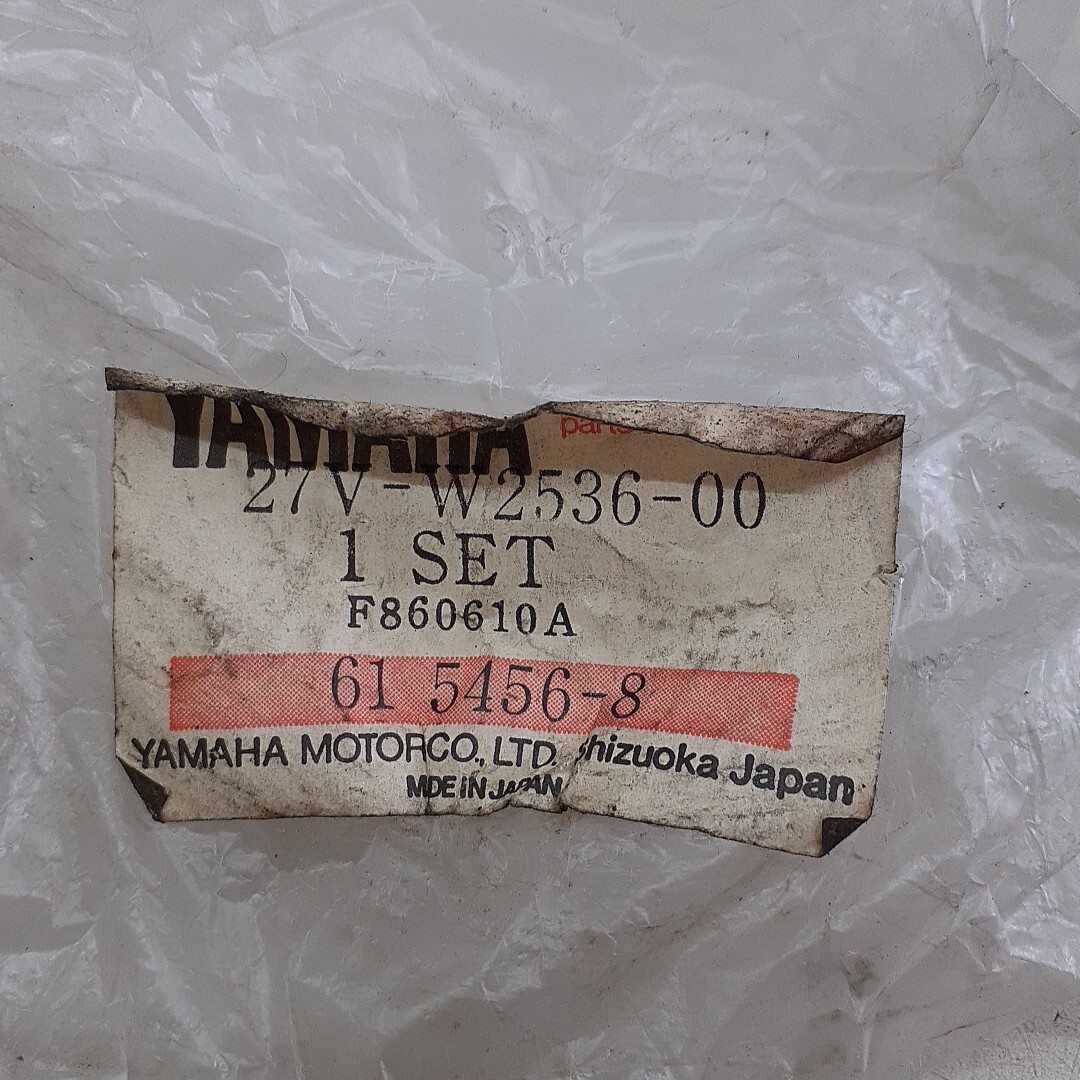 YAMAHA parts
27V-W2536-00
1 SET
F860610A
61 5456-8
YAMAHA MOTOR CO., LTD. Shizuoka Japan
MADE IN JAPAN